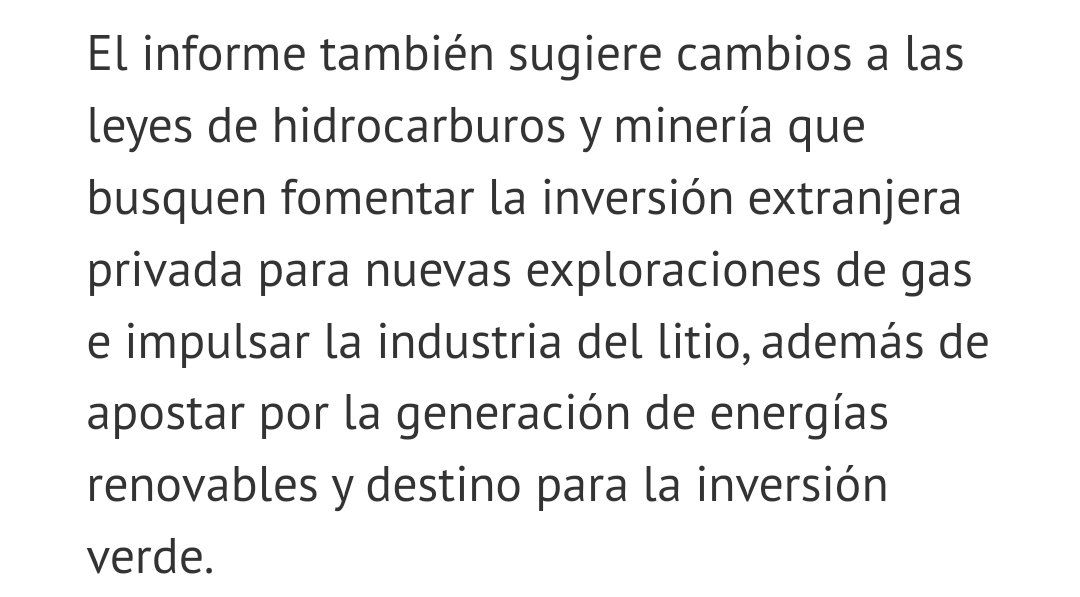 El informe también sugiere cambios a las
leyes de hidrocarburos y minería que
busquen fomentar la inversión extranjera
privada para nuevas exploraciones de gas
e impulsar la industria del litio, además de
apostar por la generación de energías
renovables y destino para la inversión
verde.